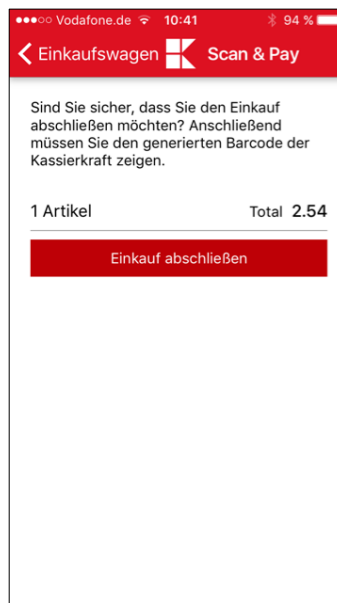 Vodafone.de 10:41 94 %
Einkaufswagen K Scan & Pay
Sind Sie sicher, dass Sie den Einkauf
abschließen möchten? Anschließend
müssen Sie den generierten Barcode der
Kassierkraft zeigen.
1 Artikel Total 2.54
Einkauf abschließen